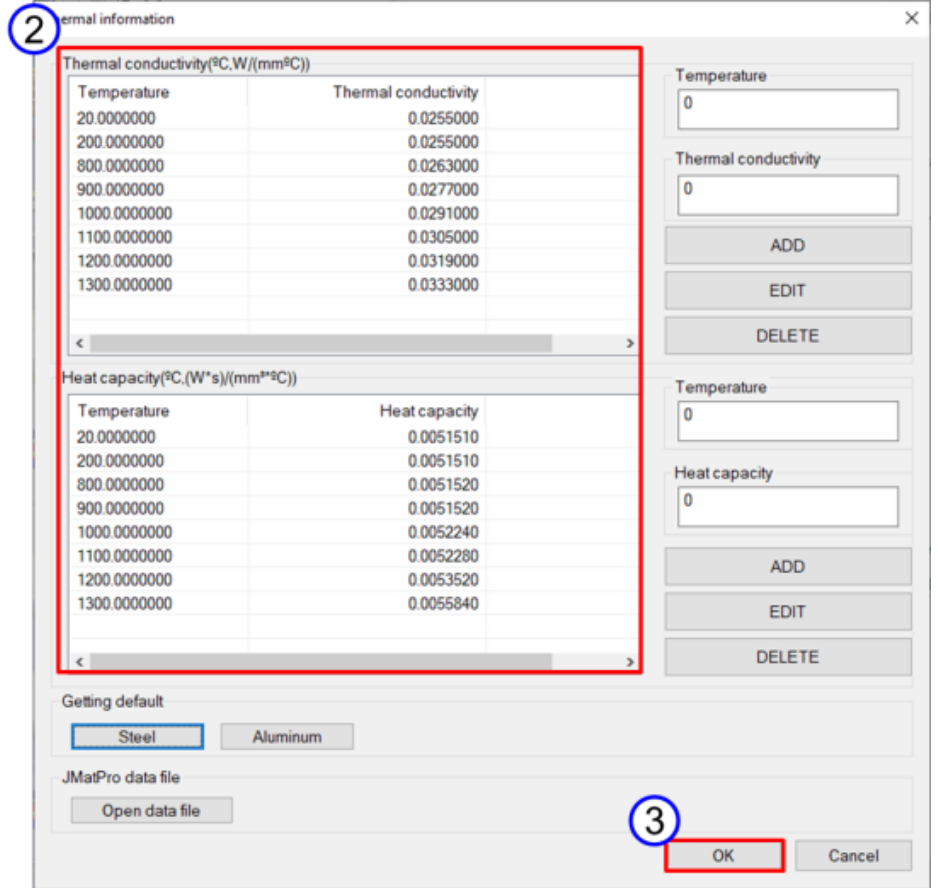 2
ermal information
Thermal conductivity(ºC,W/(mmºC))
Temperature Thermal conductivity
20.0000000 0.0255000
200.0000000 0.0255000
800.0000000 0.0263000
900.0000000 0.0277000
1000.0000000 0.0291000
1100.0000000 0.0305000
1200.0000000 0.0319000
1300.0000000 0.0333000
Temperature
0
Thermal conductivity
0
ADD
EDIT
DELETE
Heat capacity(ºC,(W*s)/(mm³*ºC))
Temperature Heat capacity
20.0000000 0.0051510
200.0000000 0.0051510
800.0000000 0.0051520
900.0000000 0.0051520
1000.0000000 0.0052240
1100.0000000 0.0052280
1200.0000000 0.0053520
1300.0000000 0.0055840
Temperature
0
Heat capacity
0
ADD
EDIT
DELETE
Getting default
Steel Aluminum
JMatPro data file
Open data file
3
OK Cancel